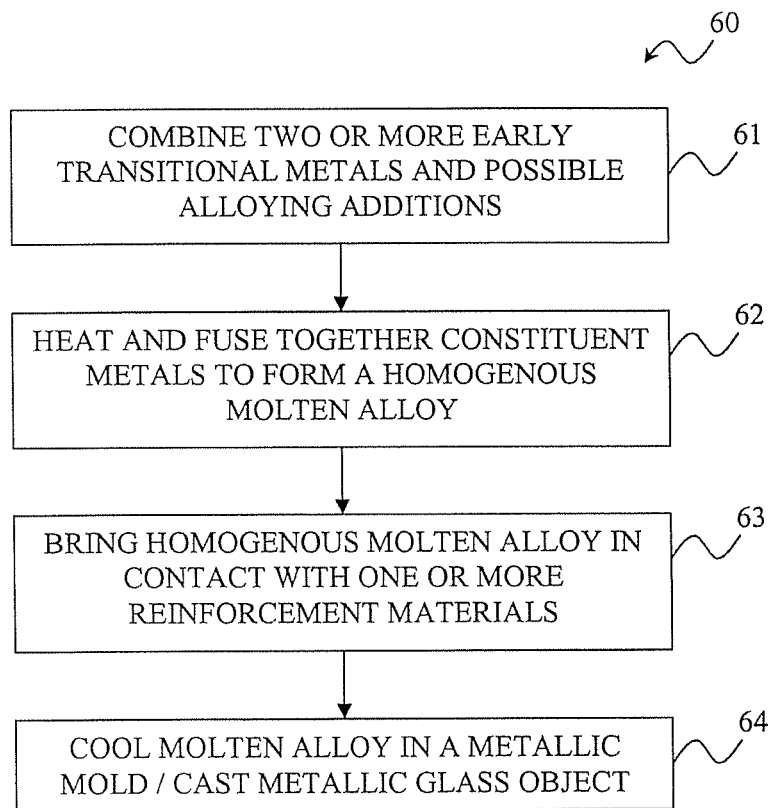 60
COMBINE TWO OR MORE EARLY
TRANSITIONAL METALS AND POSSIBLE
ALLOYING ADDITIONS
61
HEAT AND FUSE TOGETHER CONSTITUENT
METALS TO FORM A HOMOGENOUS
MOLTEN ALLOY
62
BRING HOMOGENOUS MOLTEN ALLOY IN
CONTACT WITH ONE OR MORE
REINFORCEMENT MATERIALS
63
COOL MOLTEN ALLOY IN A METALLIC
MOLD / CAST METALLIC GLASS OBJECT
64